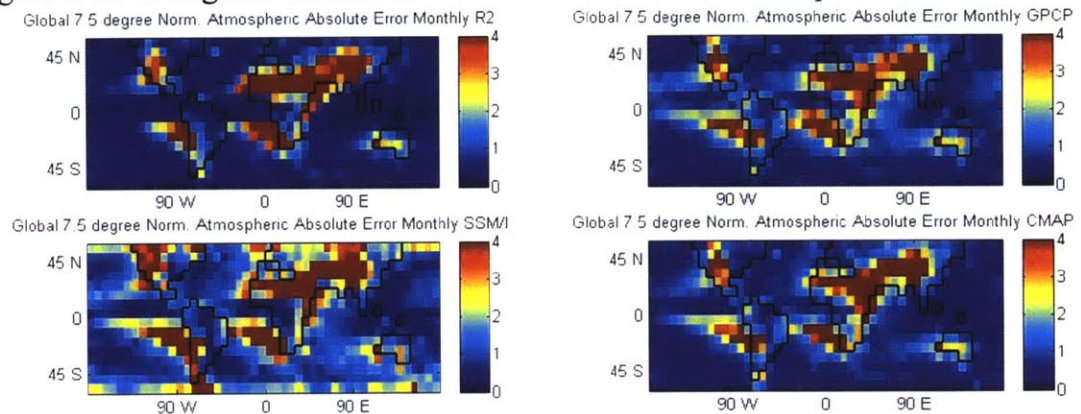 Global 7.5 degree Norm. Atmospheric Absolute Error Monthly R2
45 N
0
45 S
90 W 0 90 E
4
3
2
1
0
Global 7.5 degree Norm. Atmospheric Absolute Error Monthly GPCP
45 N
0
45 S
90 W 0 90 E
4
3
2
1
0
Global 7.5 degree Norm. Atmospheric Absolute Error Monthly SSM/I
45 N
0
45 S
90 W 0 90 E
4
3
2
1
0
Global 7.5 degree Norm. Atmospheric Absolute Error Monthly CMAP
45 N
0
45 S
90 W 0 90 E
4
3
2
1
0